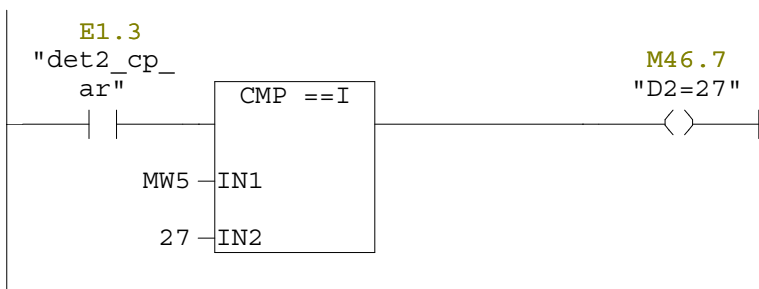 E1.3
"det2_cp_
ar"
M46.7
"D2=27"
CMP ==I
MW5
IN1
27
IN2